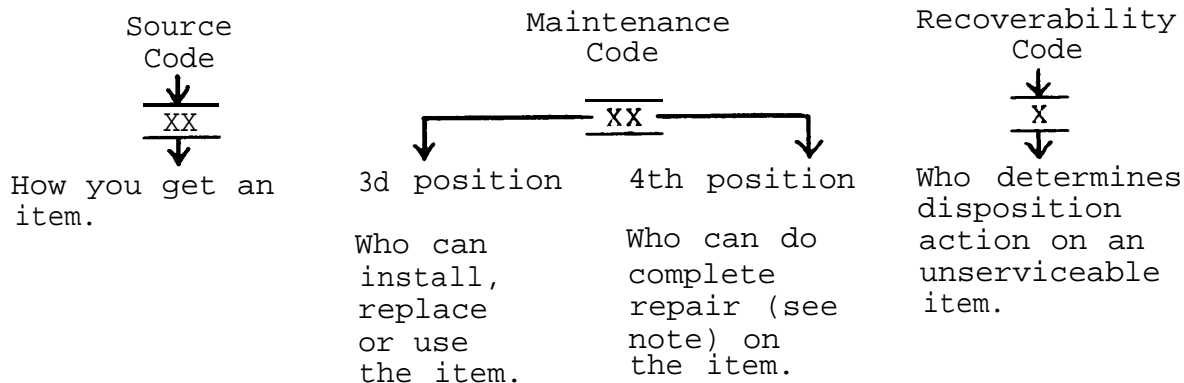 Source
Code
XX
How you get an
item.
Maintenance
Code
XX
3d position
Who can
install,
replace
or use
the item.
4th position
Who can do
complete
repair (see
note) on
the item.
Recoverability
Code
X
Who determines
disposition
action on an
unserviceable
item.